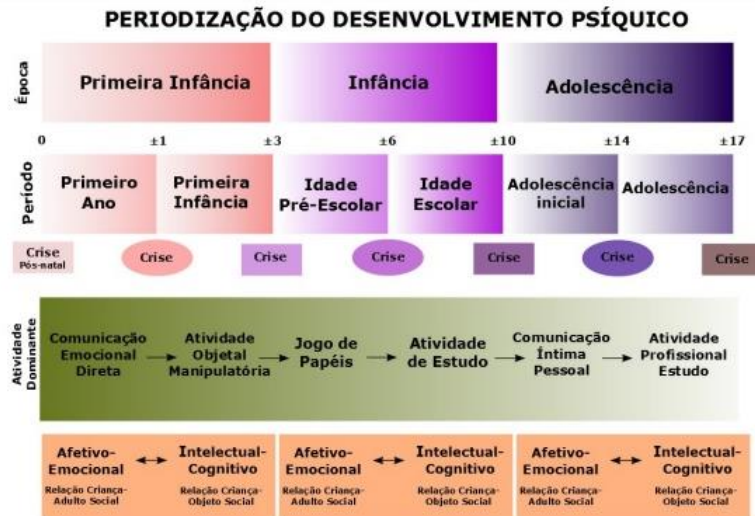 PERIODIZAÇÃO DO DESENVOLVIMENTO PSÍQUICO
Época
Primeira Infância
Infância
Adolescência
0
±1
±3
±6
±10
±14
±17
Período
Primeiro
Ano
Primeira
Infância
Idade
Pré-Escolar
Idade
Escolar
Adolescência
inicial
Adolescência
Crise
Pós-natal
Crise
Crise
Crise
Crise
Crise
Crise
Atividade
Dominante
Comunicação
Emocional
Direta
Atividade
Objetal
Manipulatória
Jogo de
Papéis
Atividade
de Estudo
Comunicação
Íntima
Pessoal
Atividade
Profissional
Estudo
Afetivo-
Emocional
Relação Criança-
Adulto Social
Intelectual-
Cognitivo
Relação Criança-
Objeto Social
Afetivo-
Emocional
Relação Criança-
Adulto Social
Intelectual-
Cognitivo
Relação Criança-
Objeto Social
Afetivo-
Emocional
Relação Criança-
Adulto Social
Intelectual-
Cognitivo
Relação Criança-
Objeto Social